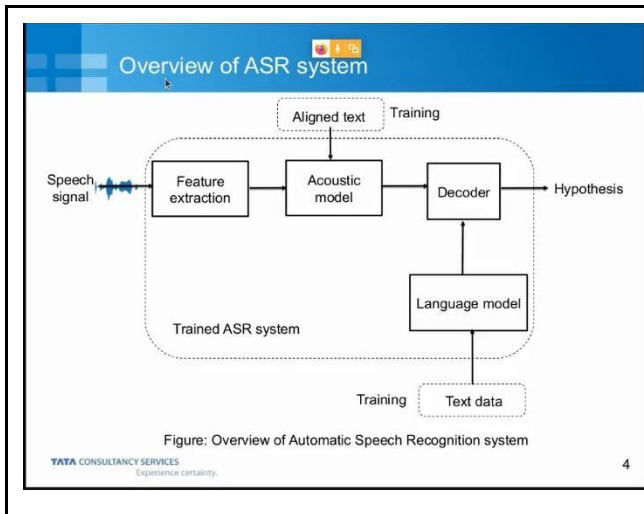 Overview of ASR system
Aligned text
Training
Speech
signal
Feature
extraction
Acoustic
model
Decoder
Hypothesis
Language model
Trained ASR system
Training
Text data
Figure: Overview of Automatic Speech Recognition system
TATA CONSULTANCY SERVICES
Experience certainty.
4